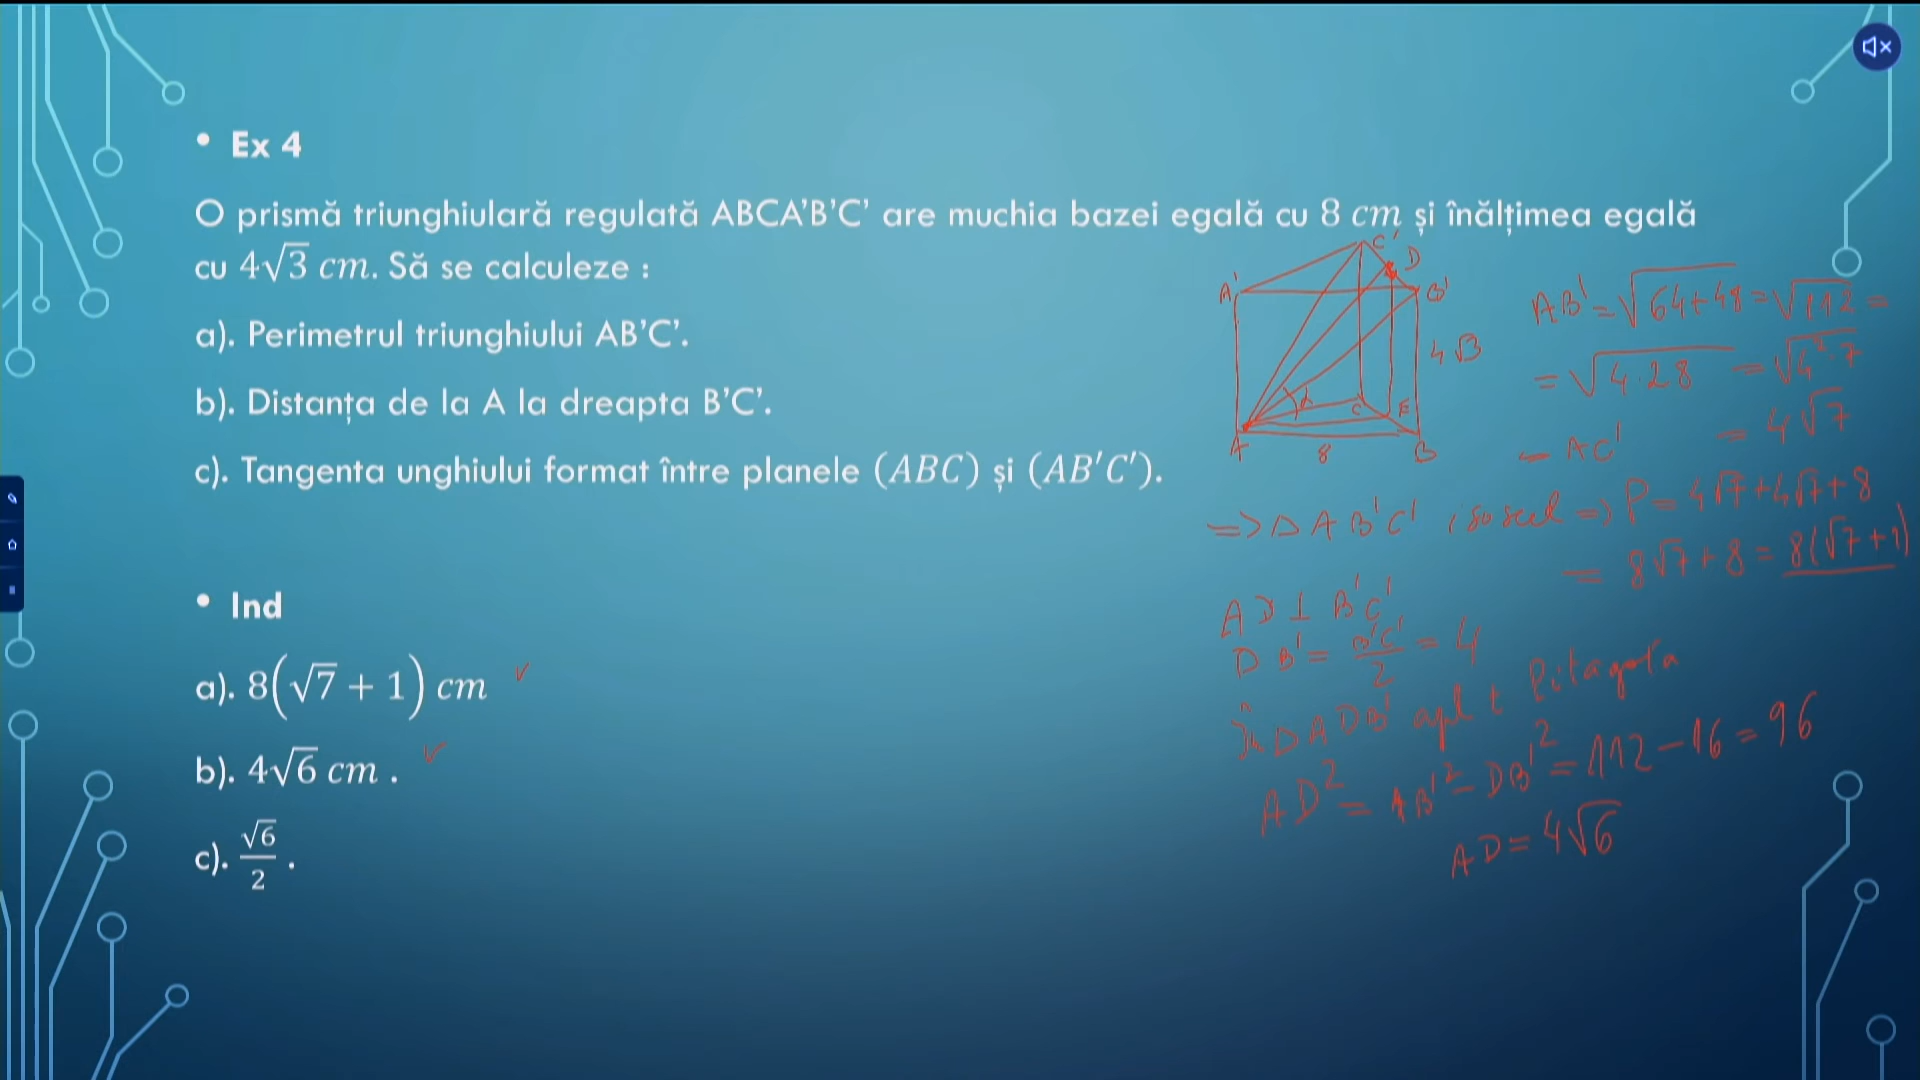 • Ex 4
O prismă triunghiulară regulată ABCA’B’C’ are muchia bazei egală cu 8 cm și înălțimea egală
cu 4√3 cm. Să se calculeze :
a). Perimetrul triunghiului AB’C’.
b). Distanța de la A la dreapta B’C’.
c). Tangenta unghiului format între planele (ABC) și (AB′C′).
• Ind
a). 8(√7 + 1) cm ✓
b). 4√6 cm . ✓
c). √6/2 .
C'
D
A'
B'
4√3
C
E
A
8
B
AB' = √64+48 = √112 =
= √4·28 = √4²·7
= 4√7
= AC'
=> Δ AB'C' isoscel => P = 4√7+4√7+8
= 8√7+8 = 8(√7+1)
AD ⊥ B'C'
DB' = B'C'/2 = 4
În Δ ADB' apl t Pitagora
AD² = AB'² − DB'² = 112 − 16 = 96
AD = 4√6